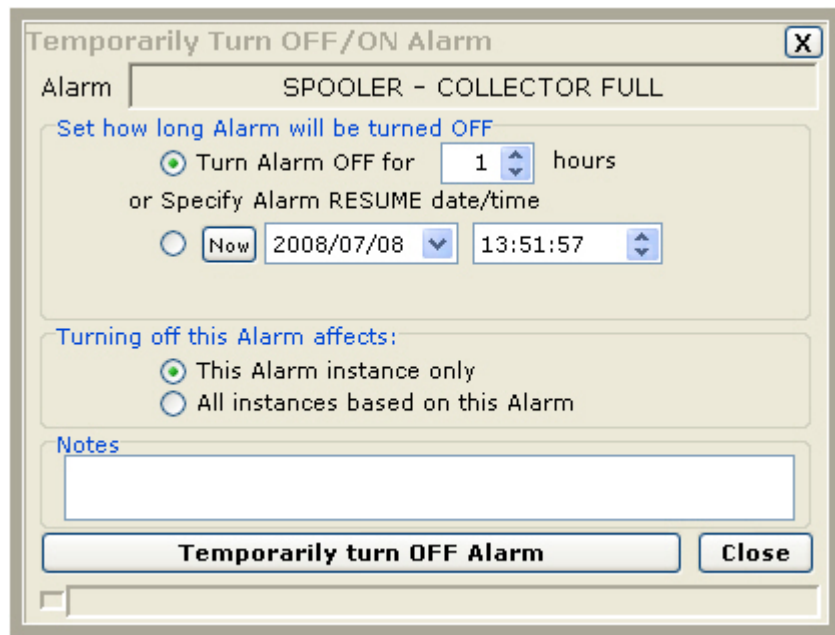 Temporarily Turn OFF/ON Alarm X
Alarm SPOOLER - COLLECTOR FULL
Set how long Alarm will be turned OFF
Turn Alarm OFF for 1 hours
or Specify Alarm RESUME date/time
Now 2008/07/08 13:51:57
Turning off this Alarm affects:
This Alarm instance only
All instances based on this Alarm
Notes
Temporarily turn OFF Alarm Close